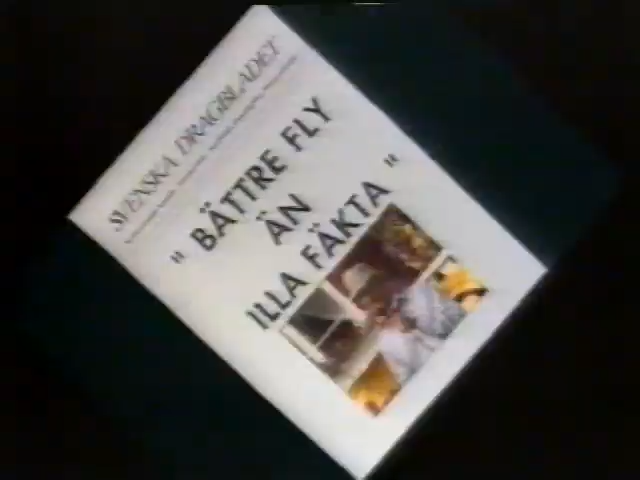 SVENSKA DRAGBLADET
" BÄTTRE FLY
ÄN
ILLA FÄKTA "